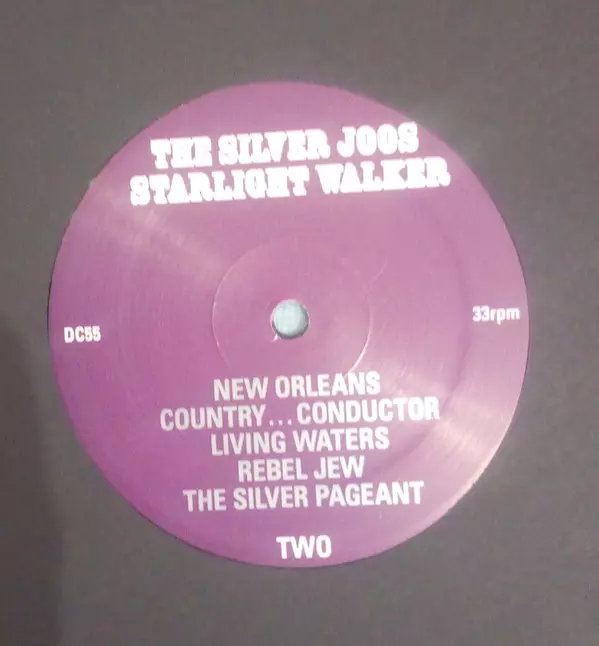 THE SILVER JOOS
STARLIGHT WALKER
DC55
33rpm
NEW ORLEANS
COUNTRY... CONDUCTOR
LIVING WATERS
REBEL JEW
THE SILVER PAGEANT
TWO